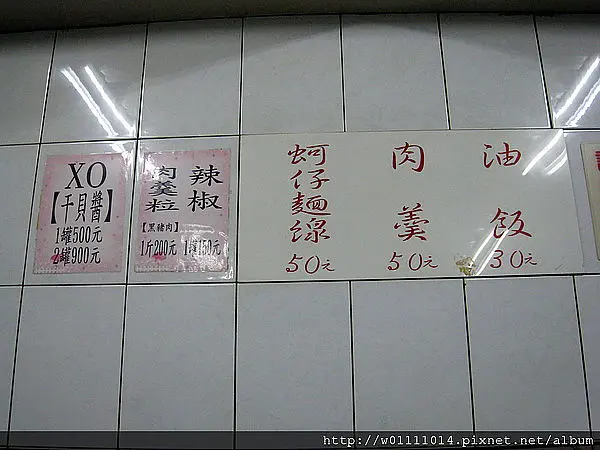 XO
【干貝醬】
1罐500元
2罐900元
肉羹粒
【黑豬肉】
1斤200元
辣椒
1罐150元
蚵仔麵線
50元
肉羹
50元
油飯
30元
http://w01111014.pixnet.net/album